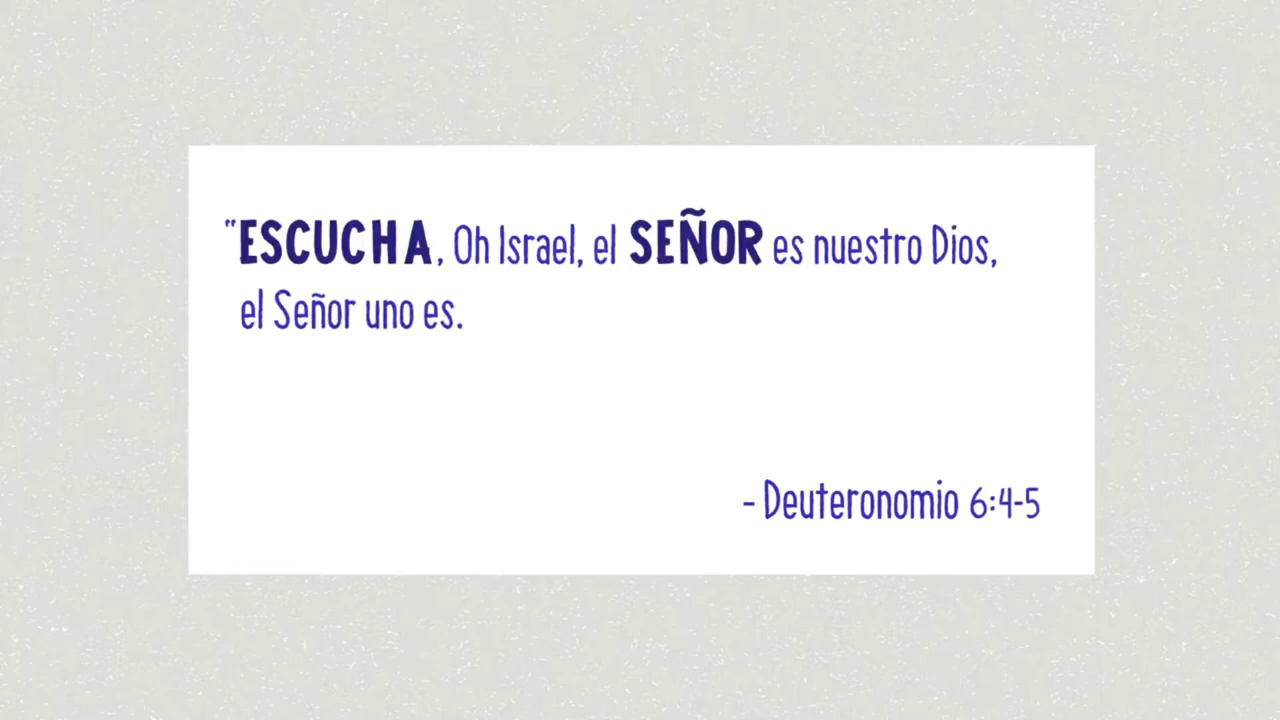 "ESCUCHA, Oh Israel, el SEÑOR es nuestro Dios,
el Señor uno es.
- Deuteronomio 6:4-5